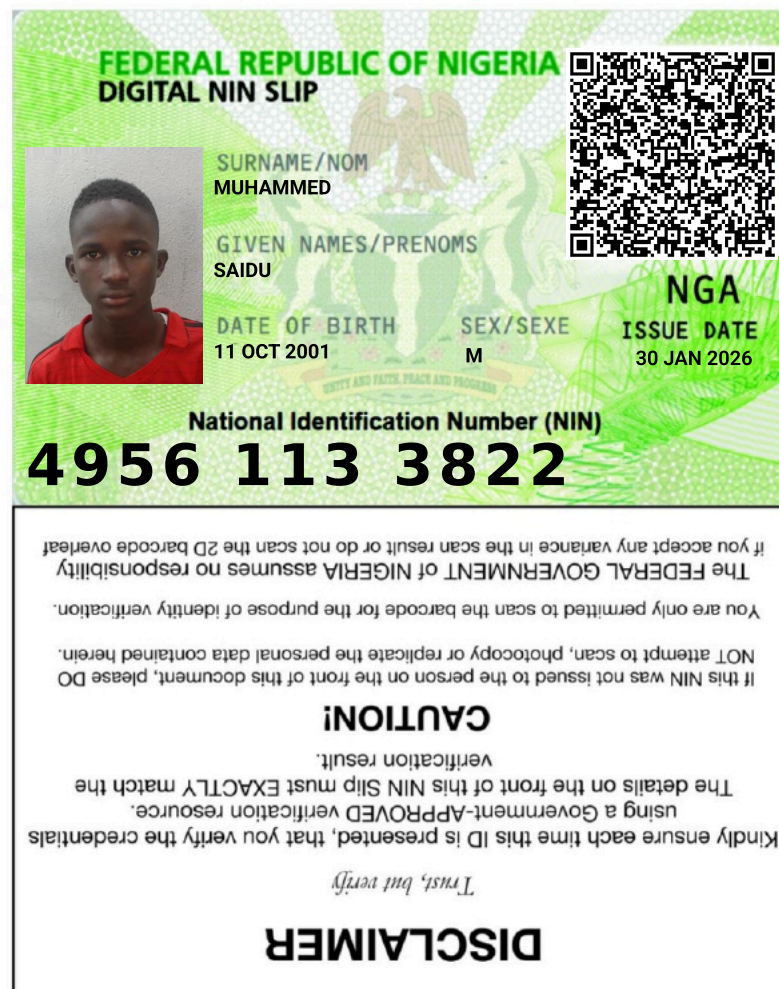 FEDERAL REPUBLIC OF NIGERIA
DIGITAL NIN SLIP
SURNAME/NOM
MUHAMMED
GIVEN NAMES/PRENOMS
SAIDU
DATE OF BIRTH
11 OCT 2001
SEX/SEXE
M
NGA
ISSUE DATE
30 JAN 2026
UNITY AND FAITH, PEACE AND PROGRESS
National Identification Number (NIN)
4956 113 3822
DISCLAIMER
Trust, but verify
Kindly ensure each time this ID is presented, that you verify the credentials
using a Government-APPROVED verification resource.
The details on the front of this NIN Slip must EXACTLY match the
verification result.
CAUTION!
If this NIN was not issued to the person on the front of this document, please DO
NOT attempt to scan, photocopy or replicate the personal data contained herein.
You are only permitted to scan the barcode for the purpose of identity verification.
The FEDERAL GOVERNMENT of NIGERIA assumes no responsibility
if you accept any variance in the scan result or do not scan the 2D barcode overleaf